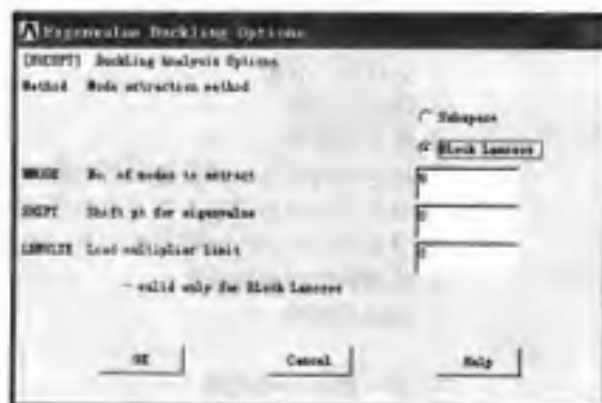 Eigenvalue Buckling Options
[BUCOPT] Buckling Analysis Options
Method Mode extraction method
Subspace
Block Lanczos
NMODE No. of modes to extract
SHIFT Shift pt for eigenvalue
0
LDMULTE Load multiplier limit
0
- valid only for Block Lanczos
OK Cancel Help